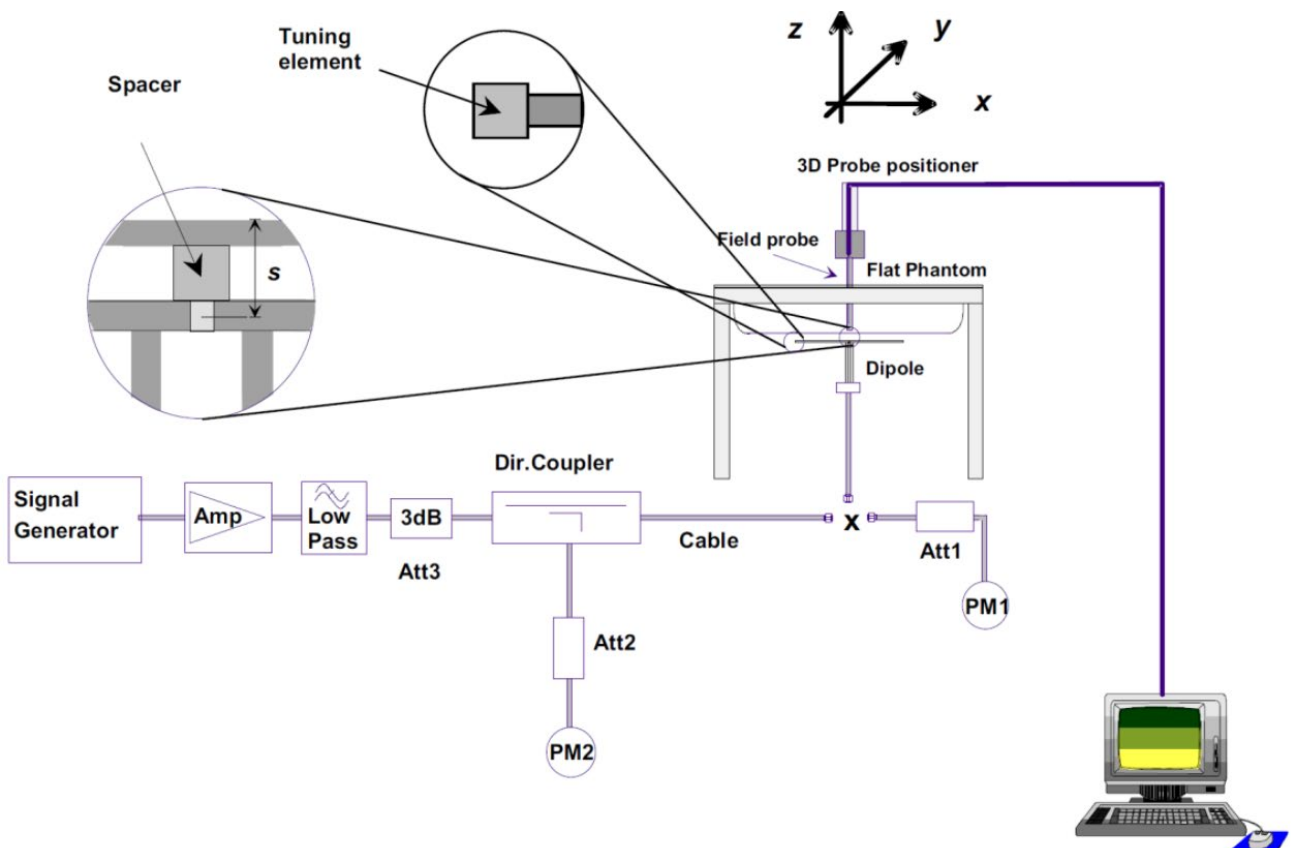 Tuning
element
Spacer
z
y
x
3D Probe positioner
Field probe
Flat Phantom
s
Dipole
Dir.Coupler
Signal
Generator
Amp
Low
Pass
3dB
Att3
Cable
x
Att1
PM1
Att2
PM2